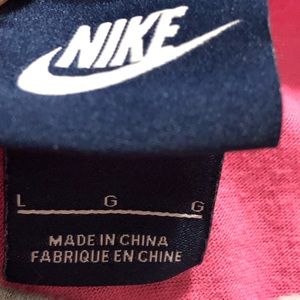 NIKE
L G G
MADE IN CHINA
FABRIQUE EN CHINE